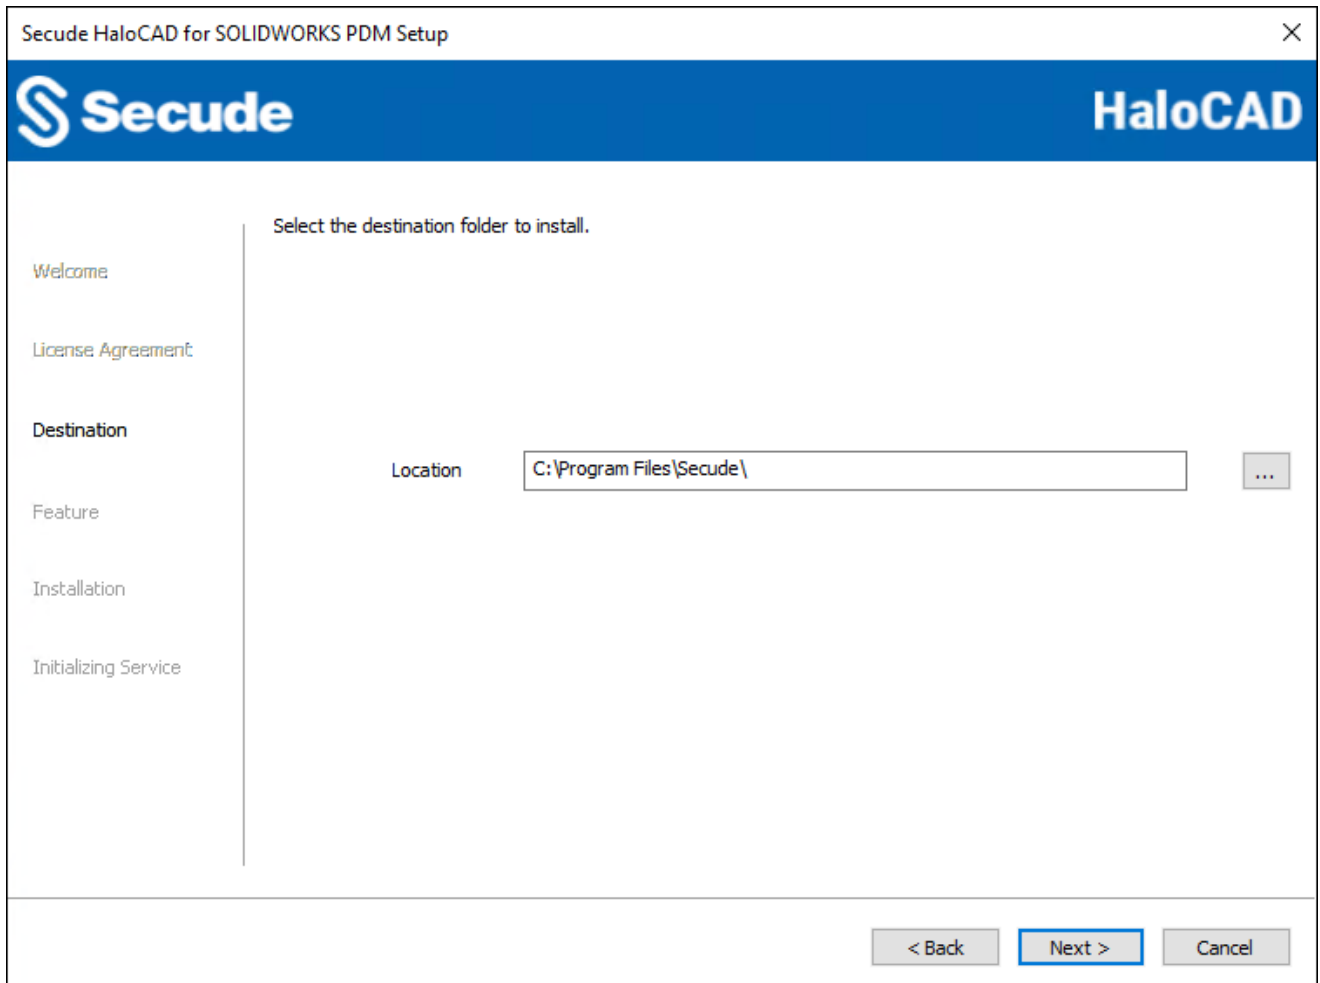 Secude HaloCAD for SOLIDWORKS PDM Setup
Secude
HaloCAD
Select the destination folder to install.
Welcome
License Agreement
Destination
Location
C:\Program Files\Secude\
...
Feature
Installation
Initializing Service
< Back
Next >
Cancel